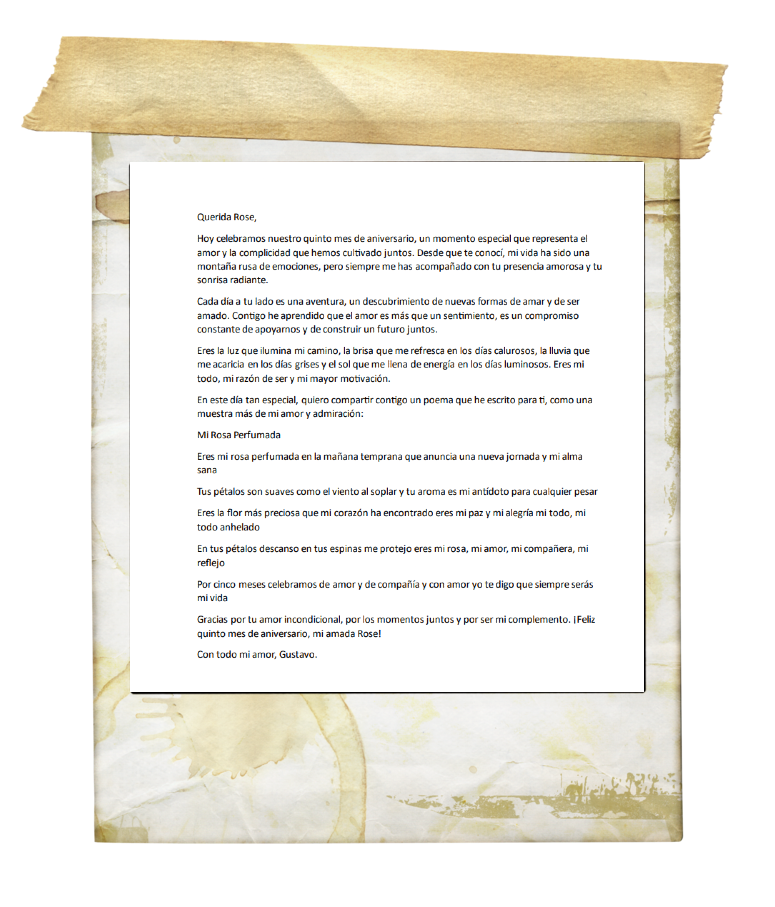 Querida Rose,
Hoy celebramos nuestro quinto mes de aniversario, un momento especial que representa el
amor y la complicidad que hemos cultivado juntos. Desde que te conocí, mi vida ha sido una
montaña rusa de emociones, pero siempre me has acompañado con tu presencia amorosa y tu
sonrisa radiante.
Cada día a tu lado es una aventura, un descubrimiento de nuevas formas de amar y de ser
amado. Contigo he aprendido que el amor es más que un sentimiento, es un compromiso
constante de apoyarnos y de construir un futuro juntos.
Eres la luz que ilumina mi camino, la brisa que me refresca en los días calurosos, la lluvia que
me acaricia en los días grises y el sol que me llena de energía en los días luminosos. Eres mi
todo, mi razón de ser y mi mayor motivación.
En este día tan especial, quiero compartir contigo un poema que he escrito para ti, como una
muestra más de mi amor y admiración:
Mi Rosa Perfumada
Eres mi rosa perfumada en la mañana temprana que anuncia una nueva jornada y mi alma
sana
Tus pétalos son suaves como el viento al soplar y tu aroma es mi antídoto para cualquier pesar
Eres la flor más preciosa que mi corazón ha encontrado eres mi paz y mi alegría mi todo, mi
todo anhelado
En tus pétalos descanso en tus espinas me protejo eres mi rosa, mi amor, mi compañera, mi
reflejo
Por cinco meses celebramos de amor y de compañía y con amor yo te digo que siempre serás
mi vida
Gracias por tu amor incondicional, por los momentos juntos y por ser mi complemento. ¡Feliz
quinto mes de aniversario, mi amada Rose!
Con todo mi amor, Gustavo.